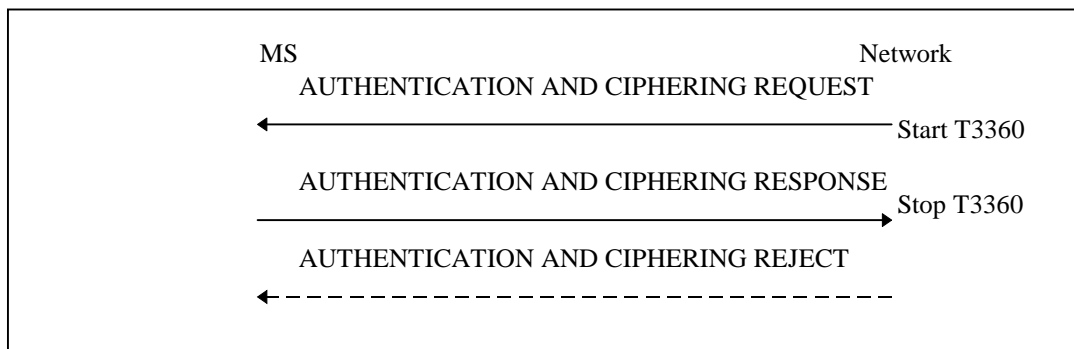 MS Network
AUTHENTICATION AND CIPHERING REQUEST
Start T3360
AUTHENTICATION AND CIPHERING RESPONSE
Stop T3360
AUTHENTICATION AND CIPHERING REJECT